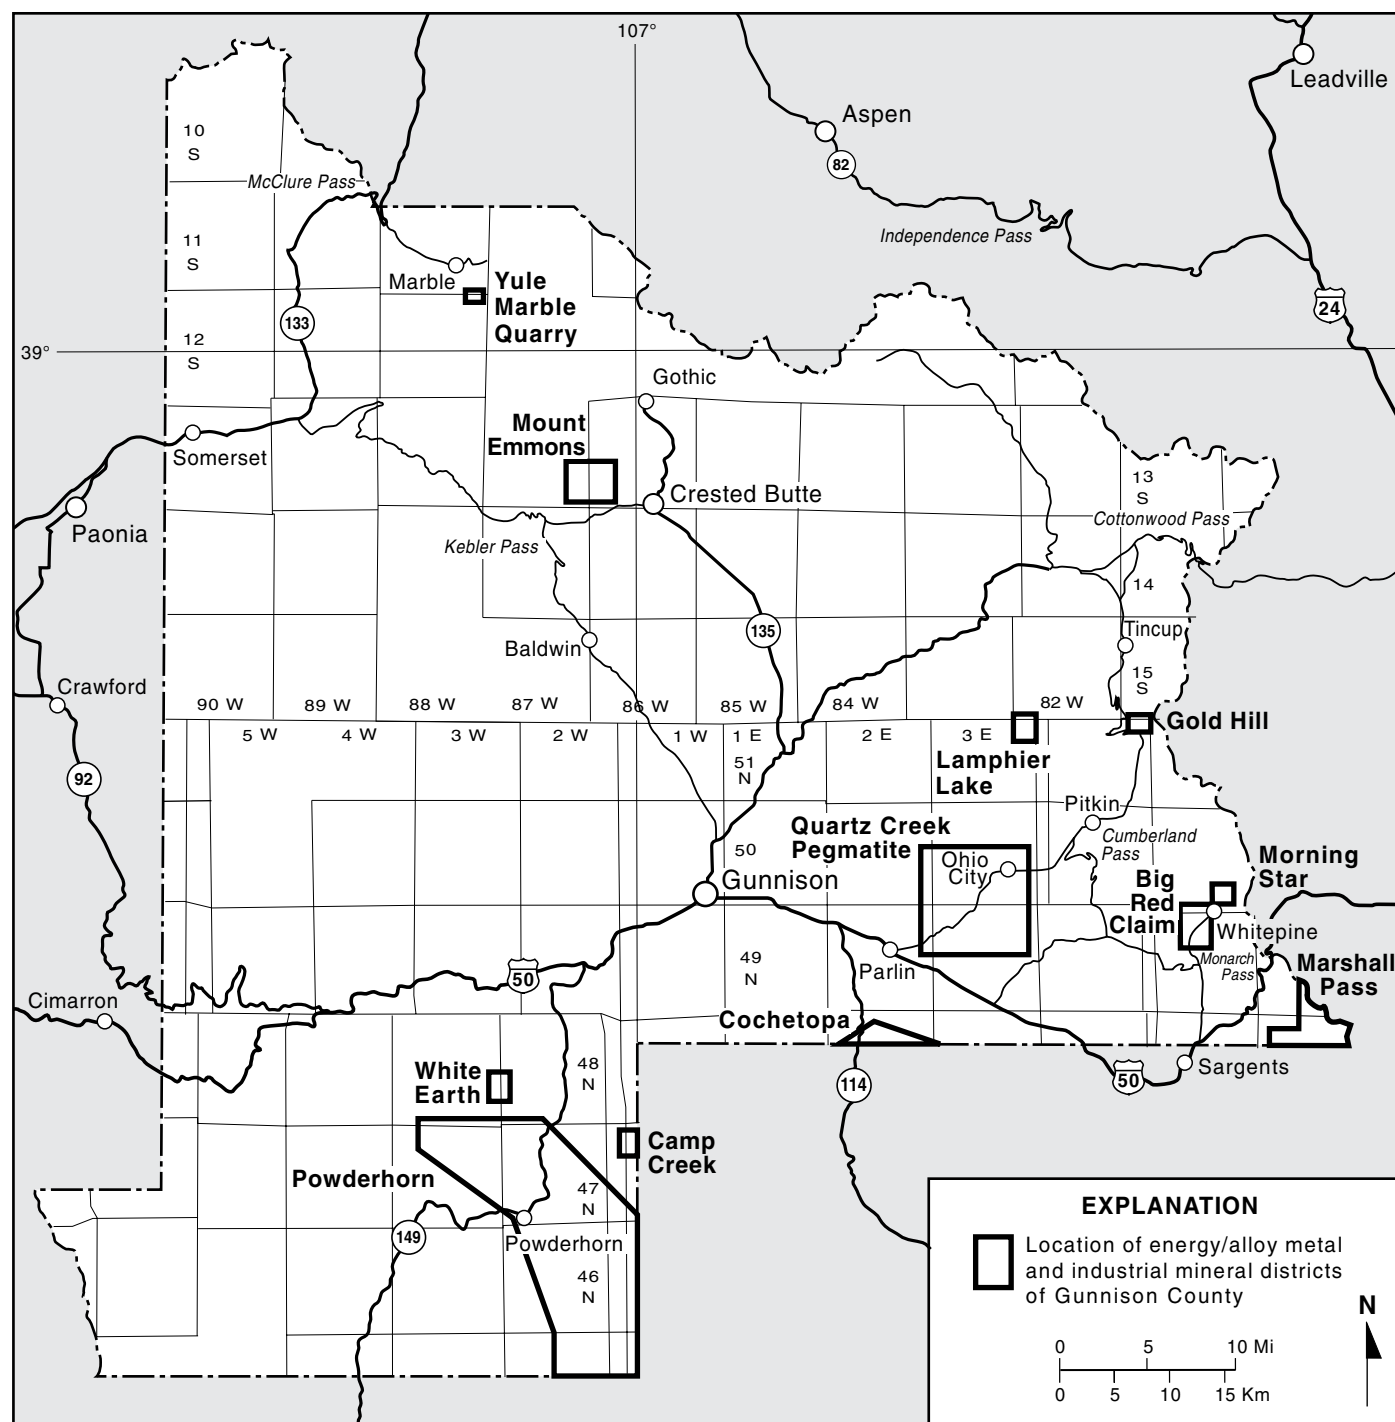 107°
Leadville
Aspen
82
10
S
McClure Pass
Independence Pass
11
S
Marble
Yule
Marble
Quarry
24
133
12
S
39°
Gothic
Mount
Emmons
Somerset
13
S
Crested Butte
Cottonwood Pass
Paonia
Kebler Pass
14
135
Tincup
Baldwin
15
S
Crawford
90 W
89 W
88 W
87 W
86 W
85 W
84 W
82 W
Gold Hill
5 W
4 W
3 W
2 W
1 W
1 E
2 E
3 E
51
N
Lamphier
Lake
92
Pitkin
Quartz Creek
Pegmatite
Cumberland
Pass
50
Ohio
City
Morning
Star
Gunnison
Big
Red
Claim
Whitepine
49
N
Parlin
Monarch
Pass
Marshall
Pass
50
Cimarron
Cochetopa
48
N
White
Earth
Sargents
50
114
Camp
Creek
Powderhorn
47
N
149
Powderhorn
46
N
EXPLANATION
Location of energy/alloy metal
and industrial mineral districts
of Gunnison County
N
0 5 10 Mi
0 5 10 15 Km